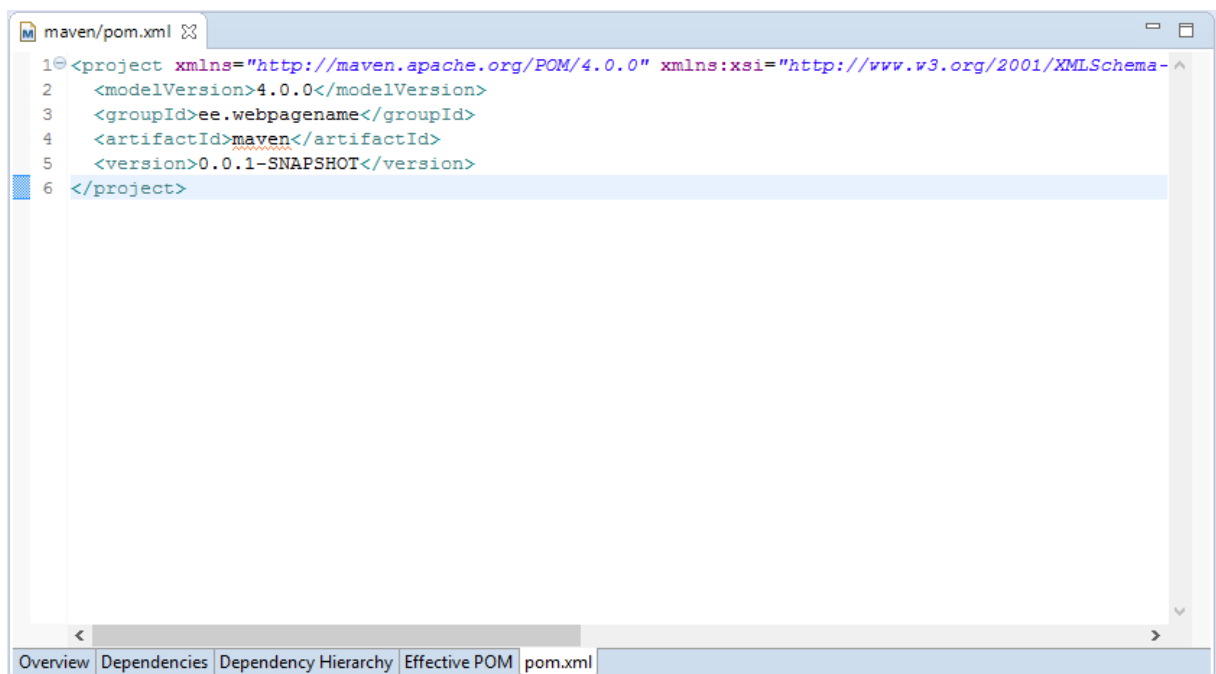 maven/pom.xml
1 <project xmlns="http://maven.apache.org/POM/4.0.0" xmlns:xsi="http://www.w3.org/2001/XMLSchema-
2 <modelVersion>4.0.0</modelVersion>
3 <groupId>ee.webpagename</groupId>
4 <artifactId>maven</artifactId>
5 <version>0.0.1-SNAPSHOT</version>
6 </project>
Overview Dependencies Dependency Hierarchy Effective POM pom.xml